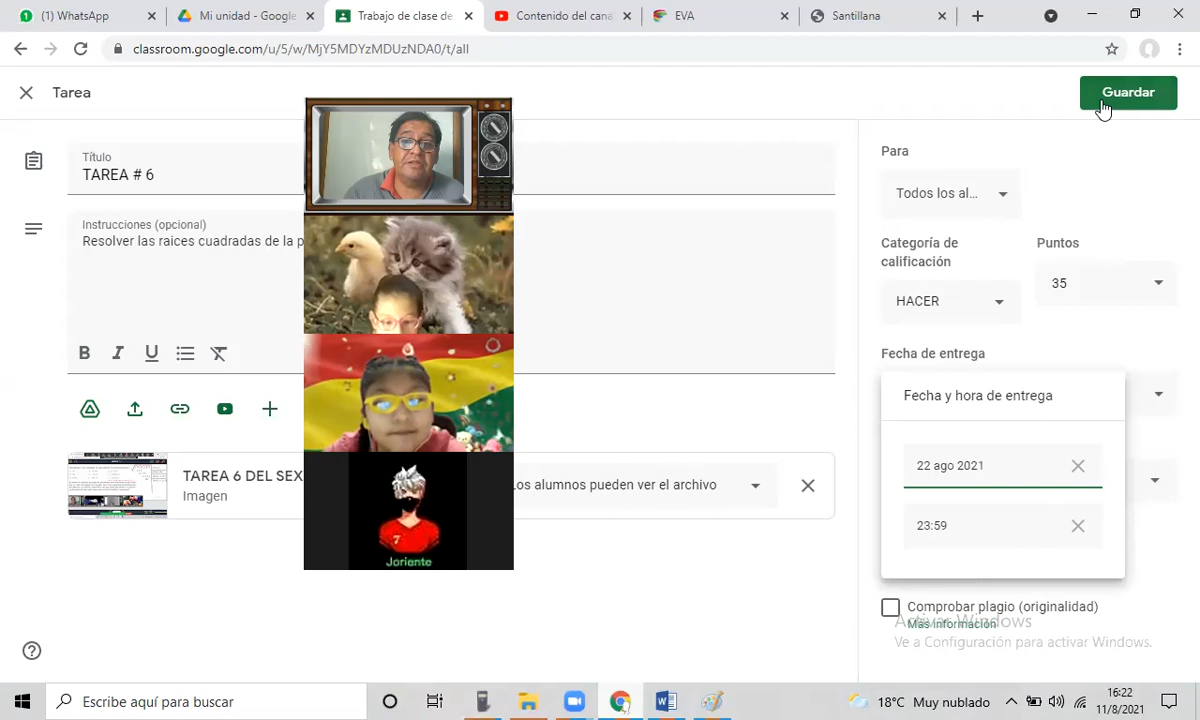 (1) WhatsApp
Mi unidad - Google
Trabajo de clase de
Contenido del cana
EVA
Santillana
classroom.google.com/u/5/w/MjY5MDYzMDUzNDA0/t/all
Tarea
Guardar
Título
TAREA # 6
Instrucciones (opcional)
Resolver las raices cuadradas de la p
B I U
TAREA 6 DEL SEX
Imagen
Los alumnos pueden ver el archivo
7
Joriente
Para
Todos los al...
Categoría de
calificación
Puntos
HACER
35
Fecha de entrega
Fecha y hora de entrega
22 ago 2021
23:59
Comprobar plagio (originalidad)
Más información
Activar Windows
Ve a Configuración para activar Windows.
Escribe aquí para buscar
18°C Muy nublado
16:22
11/8/2021